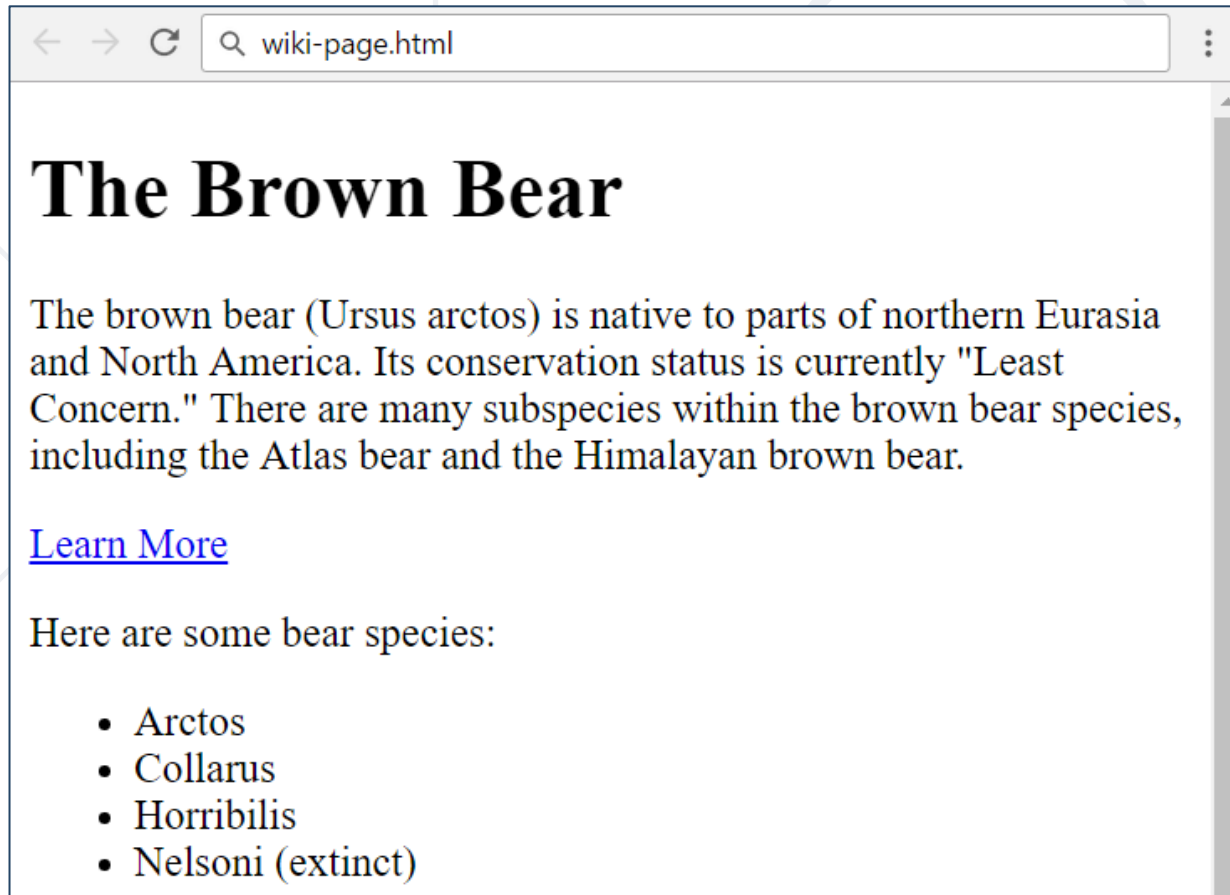 wiki-page.html
The Brown Bear
The brown bear (Ursus arctos) is native to parts of northern Eurasia
and North America. Its conservation status is currently "Least
Concern." There are many subspecies within the brown bear species,
including the Atlas bear and the Himalayan brown bear.
Learn More
Here are some bear species:
• Arctos
• Collarus
• Horribilis
• Nelsoni (extinct)